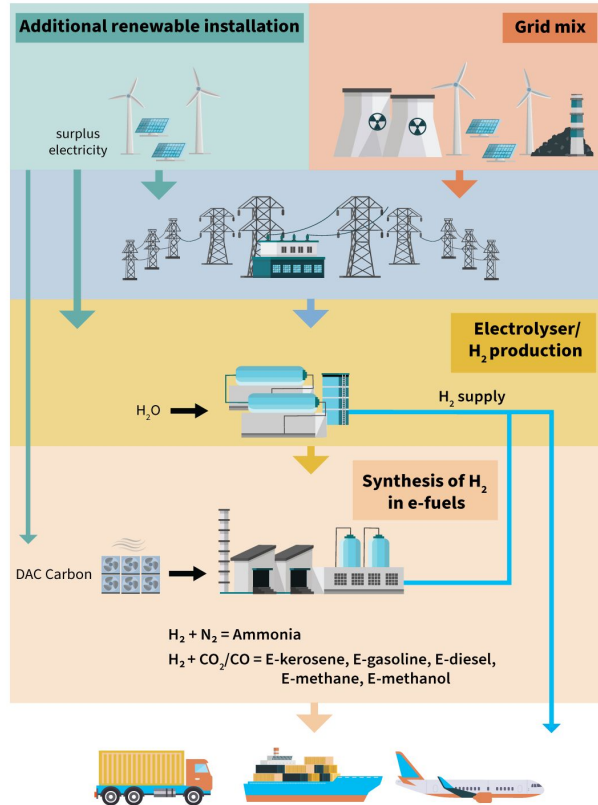 Additional renewable installation
Grid mix
surplus
electricity
Electrolyser/
H₂ production
H₂O
H₂ supply
Synthesis of H₂
in e-fuels
DAC Carbon
H₂ + N₂ = Ammonia
H₂ + CO₂/CO = E-kerosene, E-gasoline, E-diesel,
E-methane, E-methanol